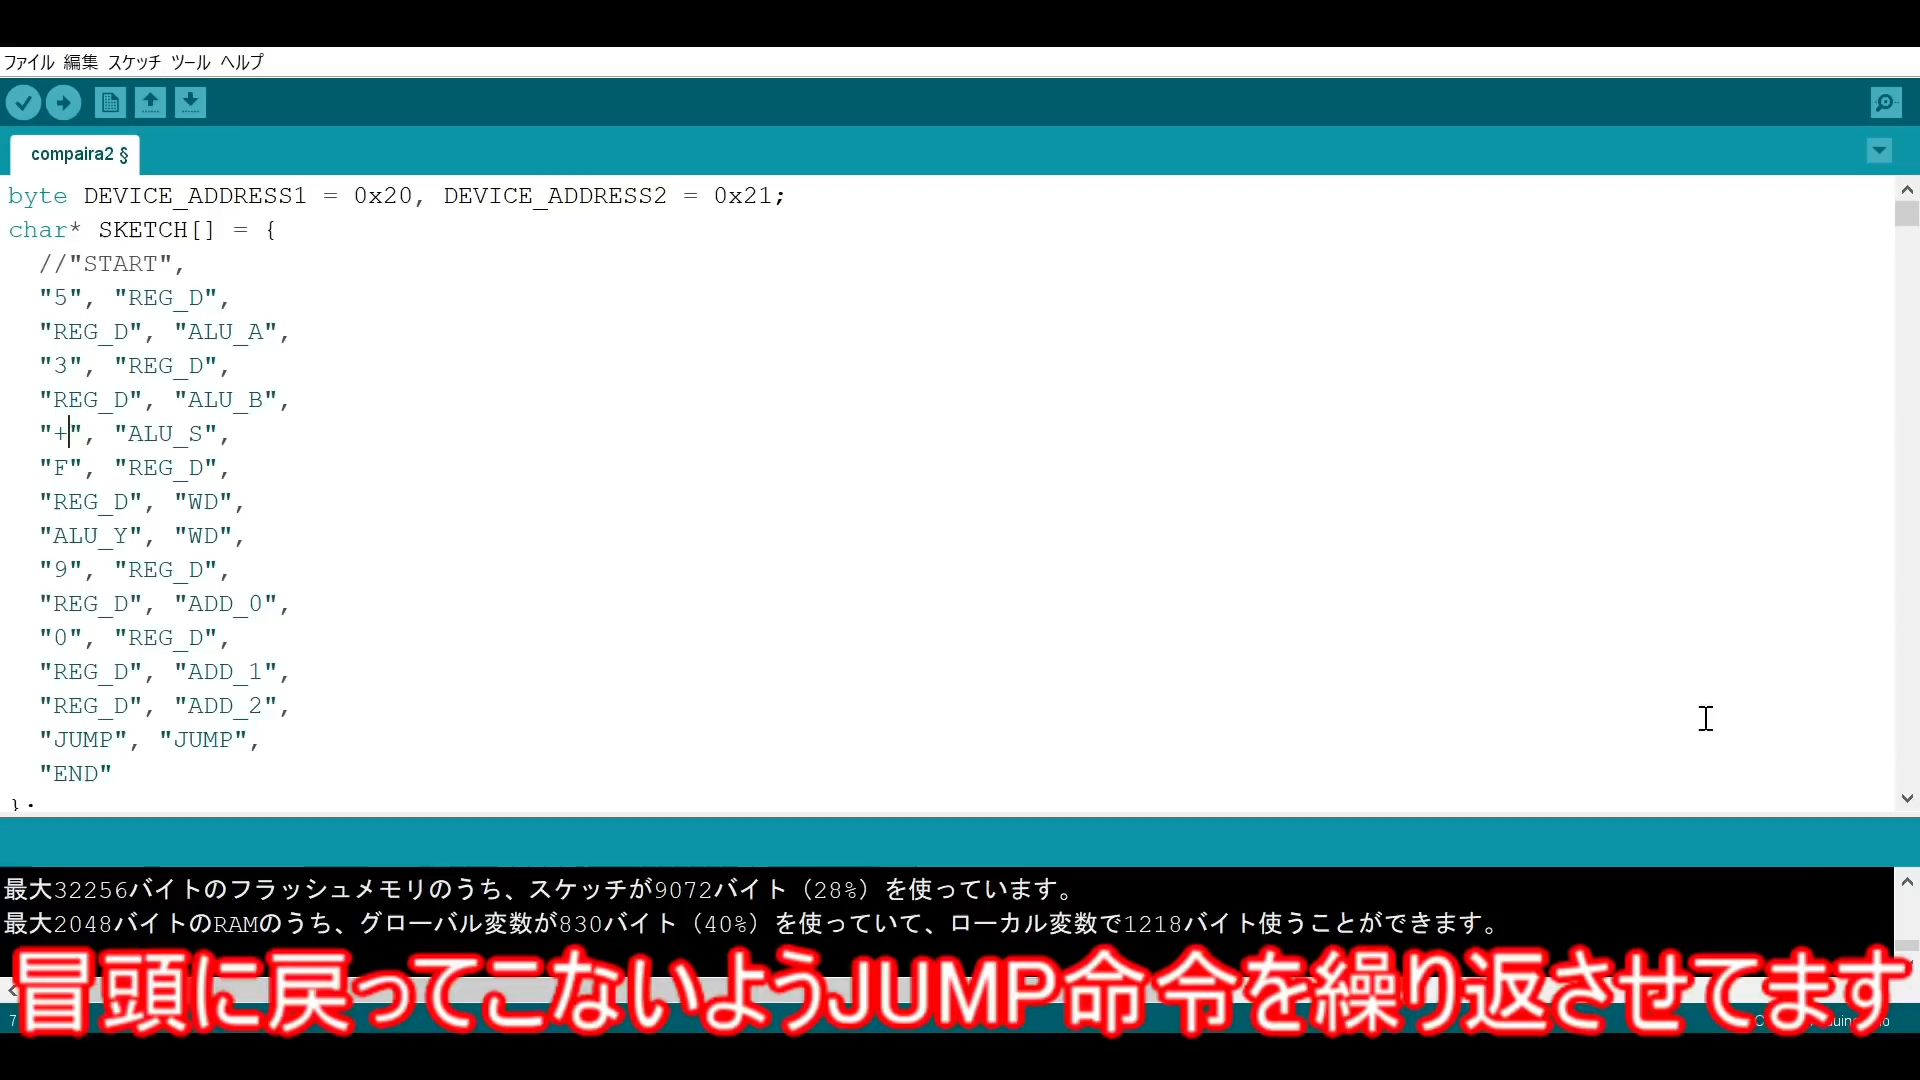 ファイル 編集 スケッチ ツール ヘルプ
compaira2 §
byte DEVICE_ADDRESS1 = 0x20, DEVICE_ADDRESS2 = 0x21;
char* SKETCH[] = {
//"START",
"5", "REG_D",
"REG_D", "ALU_A",
"3", "REG_D",
"REG_D", "ALU_B",
"+", "ALU_S",
"F", "REG_D",
"REG_D", "WD",
"ALU_Y", "WD",
"9", "REG_D",
"REG_D", "ADD_0",
"0", "REG_D",
"REG_D", "ADD_1",
"REG_D", "ADD_2",
"JUMP", "JUMP",
"END"
};
最大32256バイトのフラッシュメモリのうち、スケッチが9072バイト（28%）を使っています。
最大2048バイトのRAMのうち、グローバル変数が830バイト（40%）を使っていて、ローカル変数で1218バイト使うことができます。
冒頭に戻ってこないようJUMP命令を繰り返させてます
7